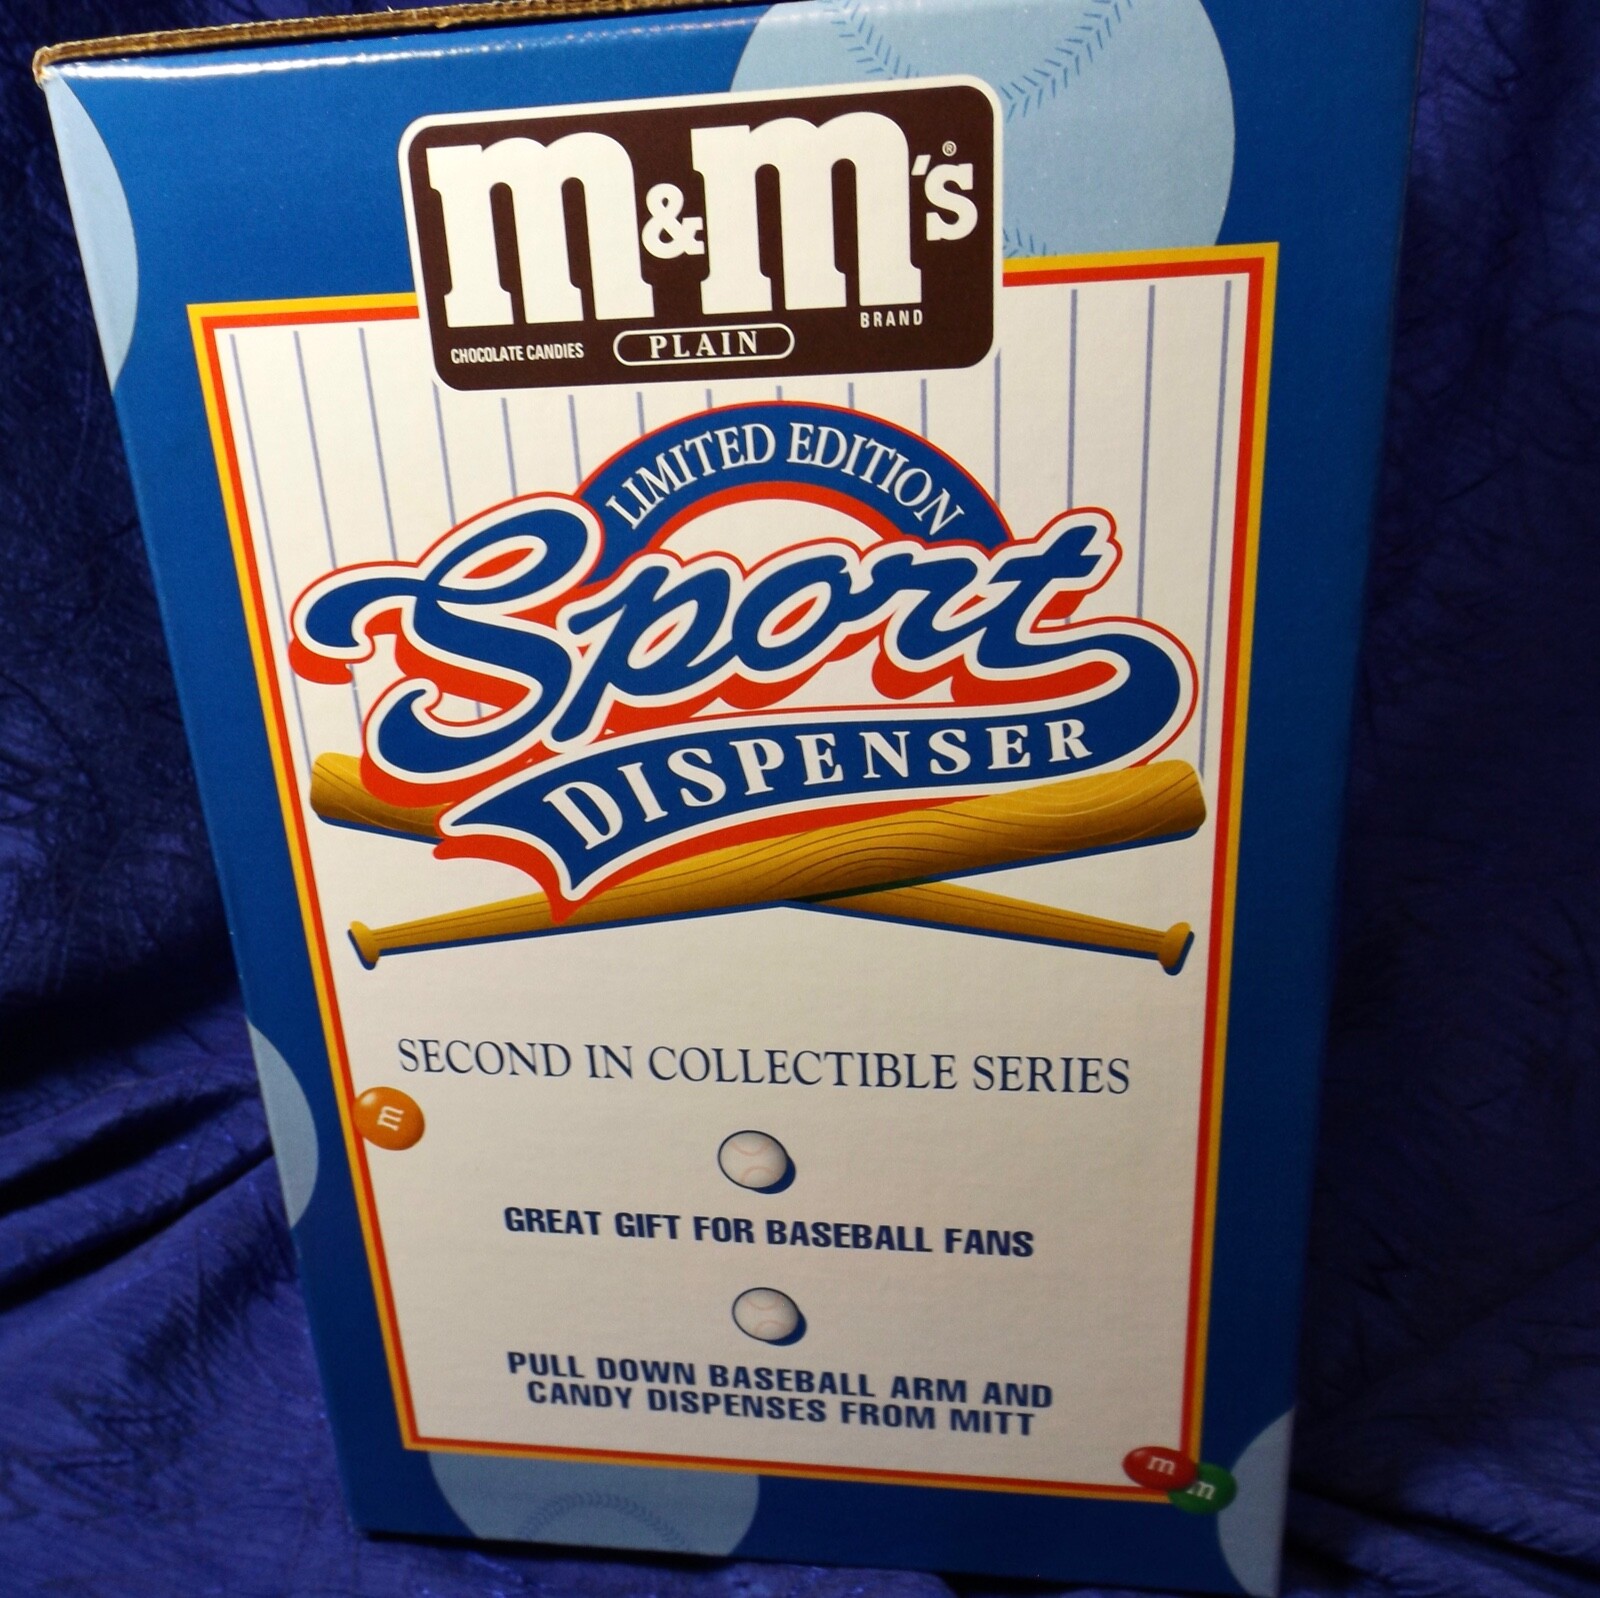 m&m's®
BRAND
CHOCOLATE CANDIES PLAIN
LIMITED EDITION
Sport
DISPENSER
SECOND IN COLLECTIBLE SERIES
m
GREAT GIFT FOR BASEBALL FANS
PULL DOWN BASEBALL ARM AND
CANDY DISPENSES FROM MITT
m
m